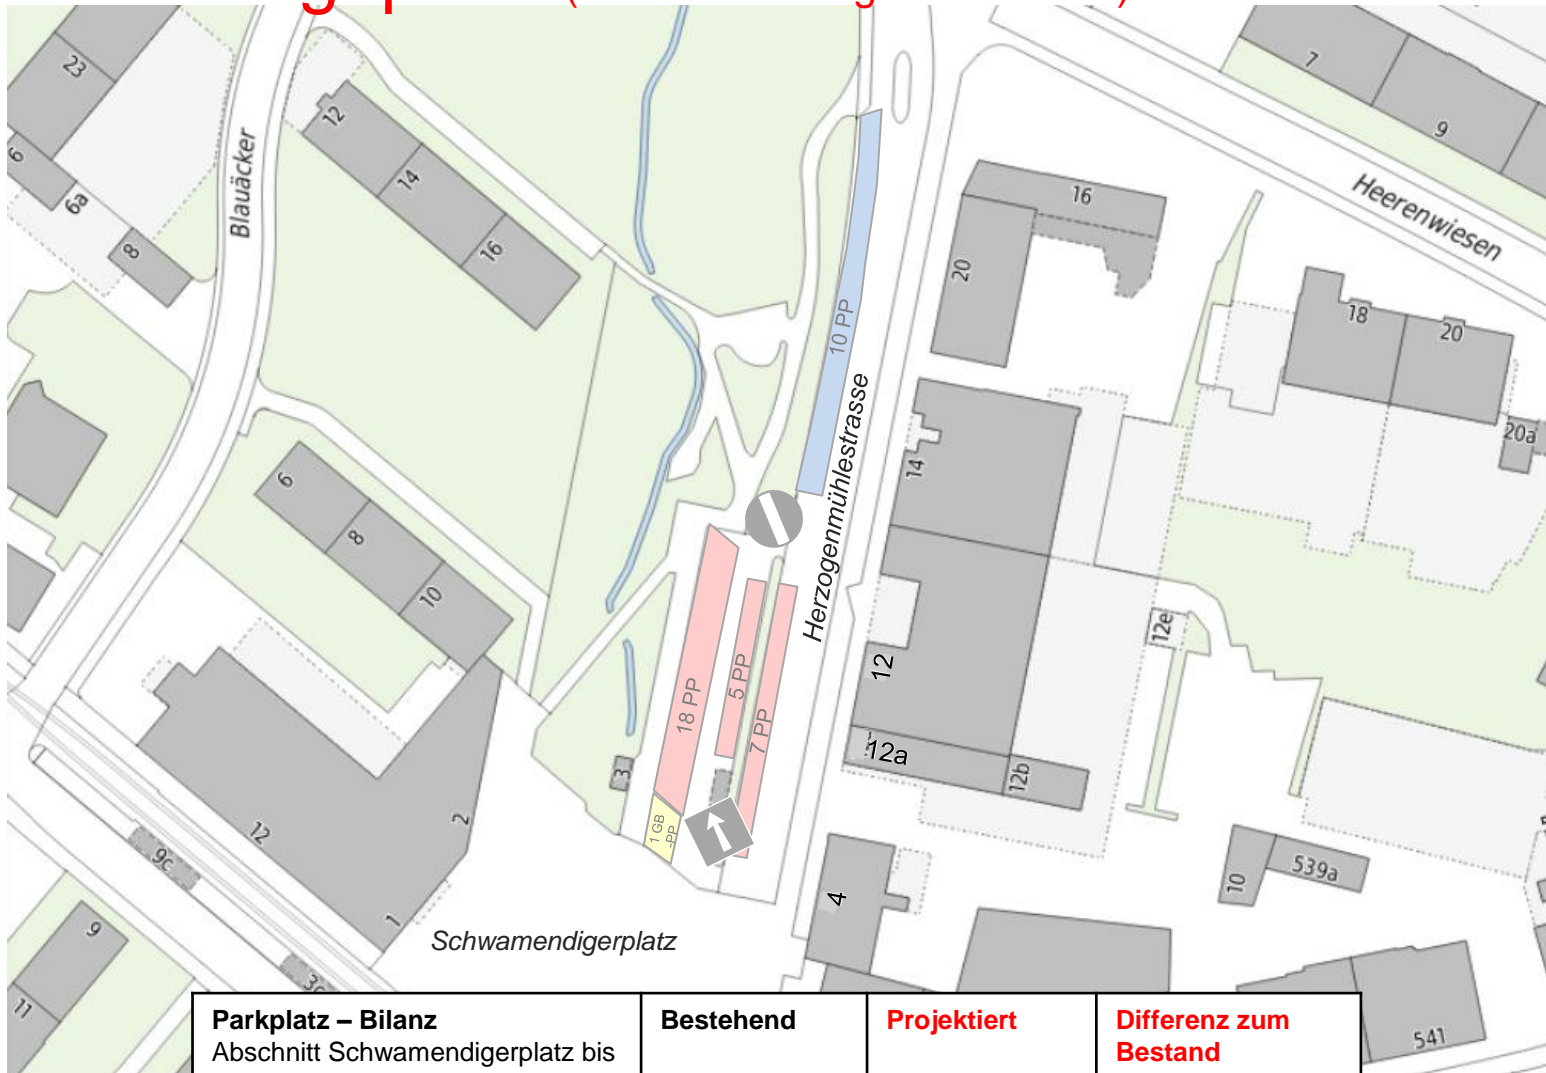 23
12
7
9
6
14
16
Heerenwiesen
Blauäcker
6a
16
8
16
20
10 PP
18
20
Herzogenmühlestrasse
20a
14
6
8
10
12e
12
18 PP
5 PP
7 PP
12a
12b
3
1 GB
-PP
12
2
9c
539a
10
4
1
9
Schwamendigerplatz
11
541
Parkplatz – Bilanz
Abschnitt Schwamendigerplatz bis
Bestehend
Projektiert
Differenz zum
Bestand